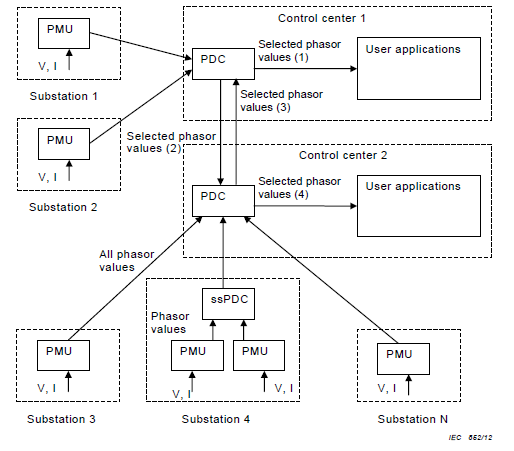 Control center 1
PMU
V, I
Substation 1
PDC
Selected phasor
values (1)
User applications
Selected phasor
values (3)
PMU
V, I
Substation 2
Selected phasor
values (2)
Control center 2
PDC
Selected phasor
values (4)
User applications
All phasor
values
ssPDC
Phasor
values
PMU
V, I
Substation 3
PMU
PMU
V, I
V, I
Substation 4
PMU
V, I
Substation N
IEC 852/12